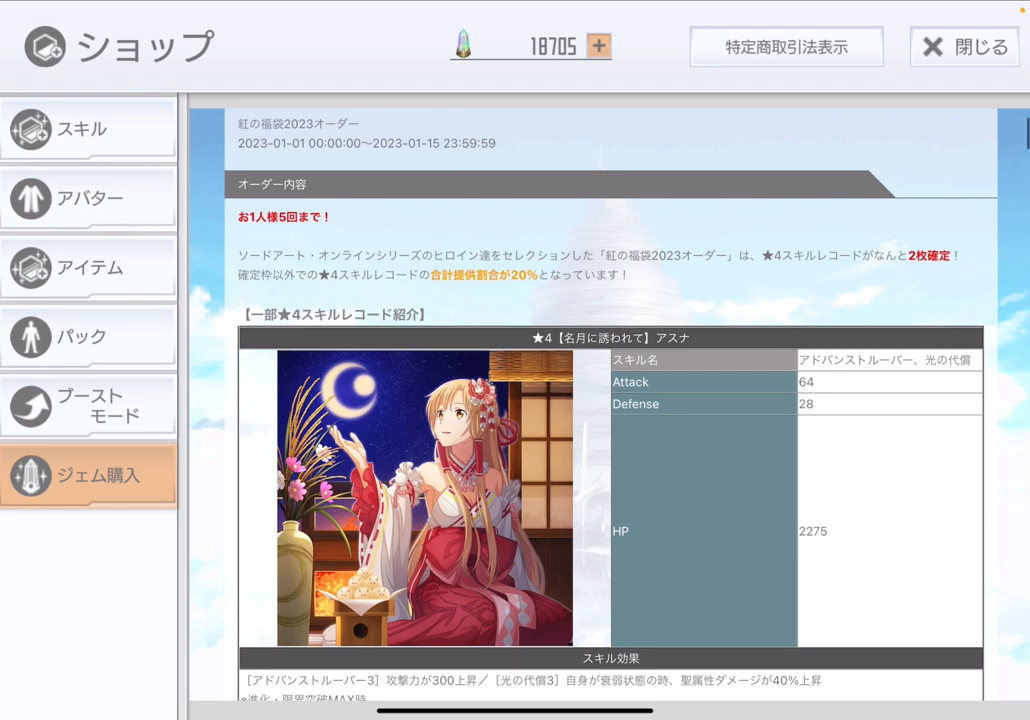 ショップ
18705
特定商取引法表示
閉じる
スキル
アバター
アイテム
パック
ブースト
モード
ジェム購入
紅の福袋2023オーダー
2023-01-01 00:00:00～2023-01-15 23:59:59
オーダー内容
お1人様5回まで！
ソードアート・オンラインシリーズのヒロイン達をセレクションした「紅の福袋2023オーダー」は、★4スキルレコードがなんと2枚確定！
確定枠以外での★4スキルレコードの合計提供割合が20%となっています！
【一部★4スキルレコード紹介】
★4【名月に誘われて】アスナ
スキル名 アドバンストルーパー、光の代償
Attack 64
Defense 28
HP 2275
スキル効果
［アドバンストルーパー3］攻撃力が300上昇／［光の代償3］自身が衰弱状態の時、聖属性ダメージが40%上昇
※進化・限界突破MAX時